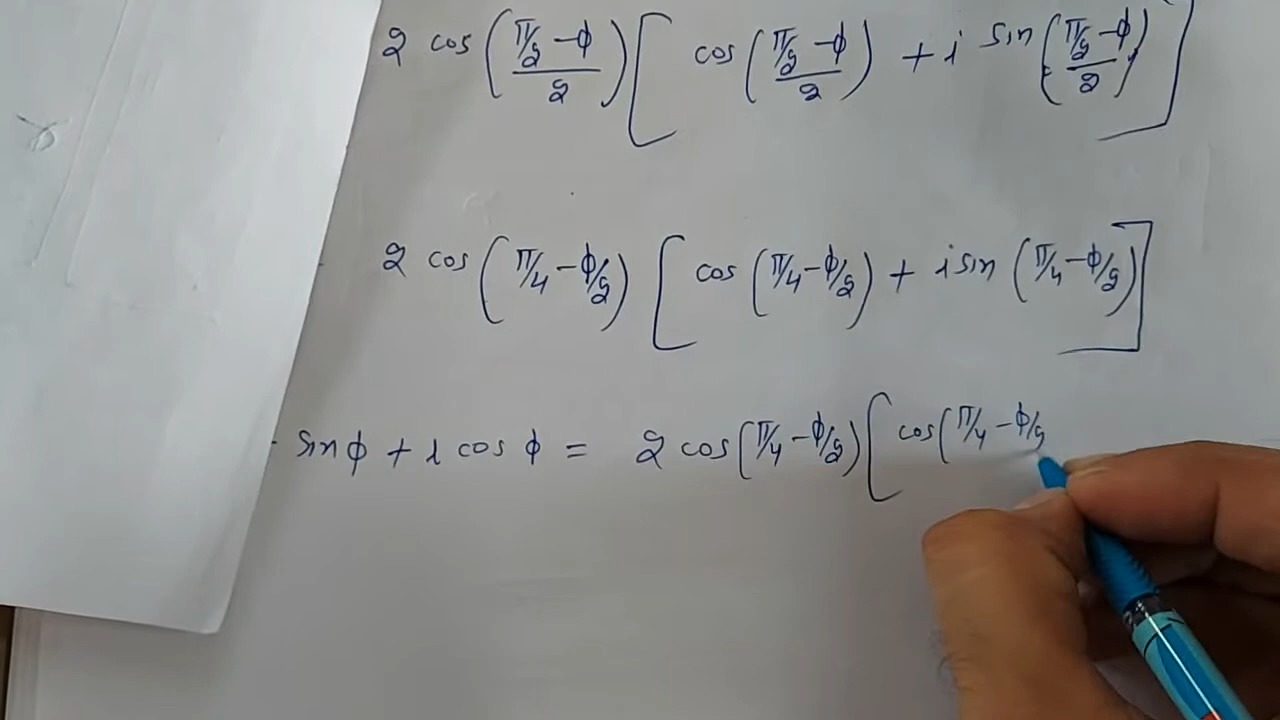 2 cos((π/2 -ϕ)/2) [ cos((π/2 -ϕ)/2) + i sin((π/2 -ϕ)/2) ]
2 cos(π/4 -ϕ/2) [ cos(π/4 -ϕ/2) + i sin(π/4 -ϕ/2) ]
sinϕ + i cos ϕ = 2 cos(π/4 -ϕ/2) [ cos(π/4 -ϕ/2